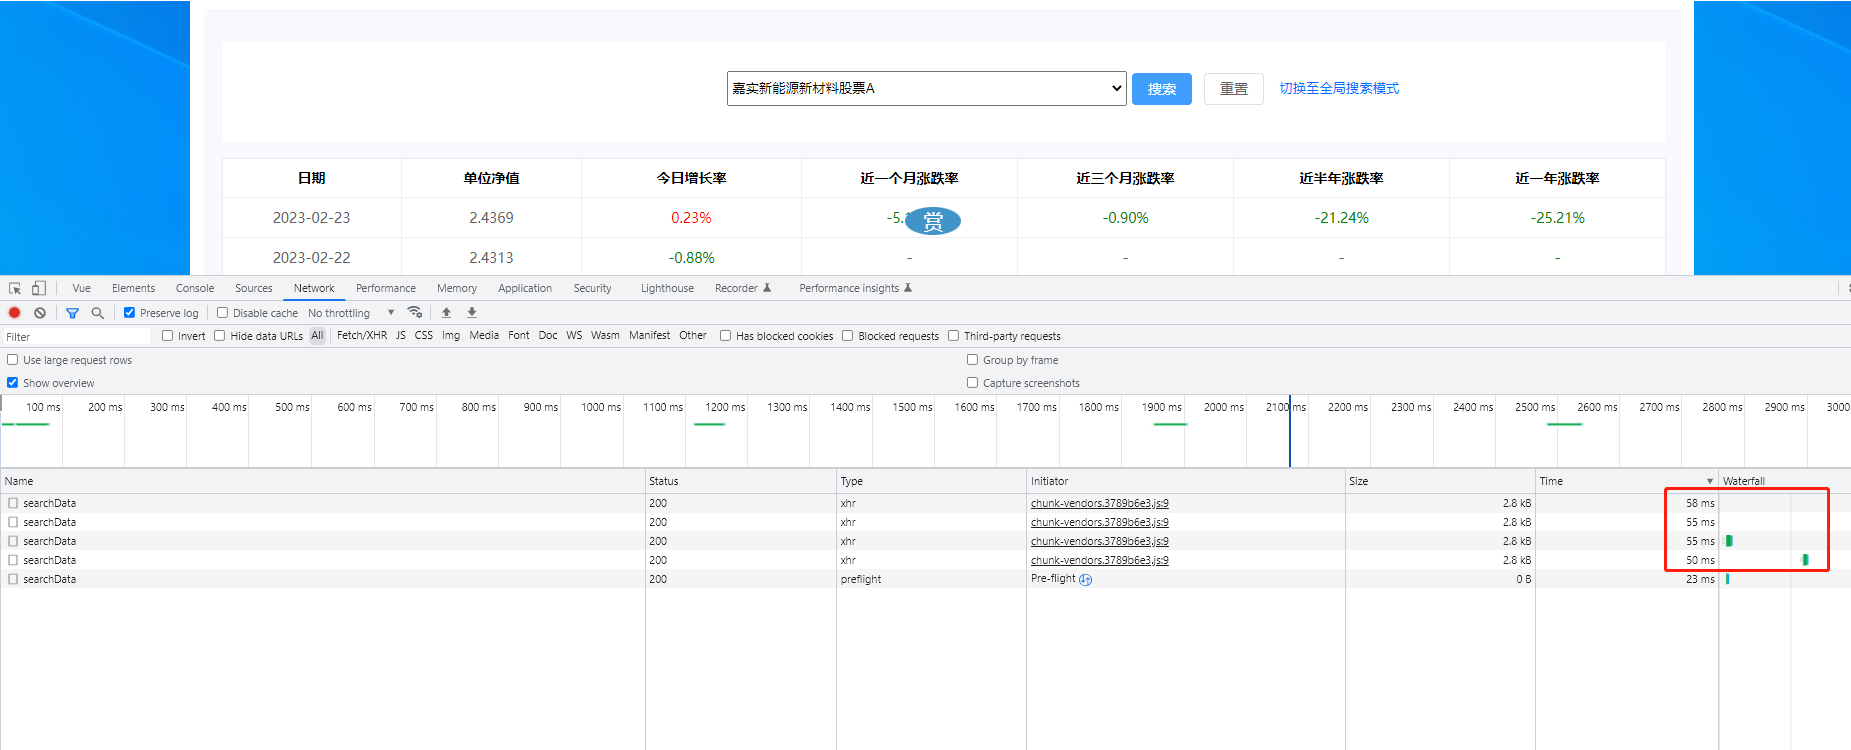 嘉实新能源新材料股票A 搜索 重置 切换至全局搜索模式
日期 单位净值 今日增长率 近一个月涨跌率 近三个月涨跌率 近半年涨跌率 近一年涨跌率
2023-02-23 2.4369 0.23% -5. 赏 -0.90% -21.24% -25.21%
2023-02-22 2.4313 -0.88% - - - -
Vue Elements Console Sources Network Performance Memory Application Security Lighthouse Recorder Performance insights
Preserve log Disable cache No throttling
Filter Invert Hide data URLs All Fetch/XHR JS CSS Img Media Font Doc WS Wasm Manifest Other Has blocked cookies Blocked requests Third-party requests
Use large request rows Group by frame
Show overview Capture screenshots
100 ms 200 ms 300 ms 400 ms 500 ms 600 ms 700 ms 800 ms 900 ms 1000 ms 1100 ms 1200 ms 1300 ms 1400 ms 1500 ms 1600 ms 1700 ms 1800 ms 1900 ms 2000 ms 2100 ms 2200 ms 2300 ms 2400 ms 2500 ms 2600 ms 2700 ms 2800 ms 2900 ms 3000
Name Status Type Initiator Size Time Waterfall
searchData 200 xhr chunk-vendors.3789b6e3.js:9 2.8 kB 58 ms
searchData 200 xhr chunk-vendors.3789b6e3.js:9 2.8 kB 55 ms
searchData 200 xhr chunk-vendors.3789b6e3.js:9 2.8 kB 55 ms
searchData 200 xhr chunk-vendors.3789b6e3.js:9 2.8 kB 50 ms
searchData 200 preflight Pre-flight 0 B 23 ms